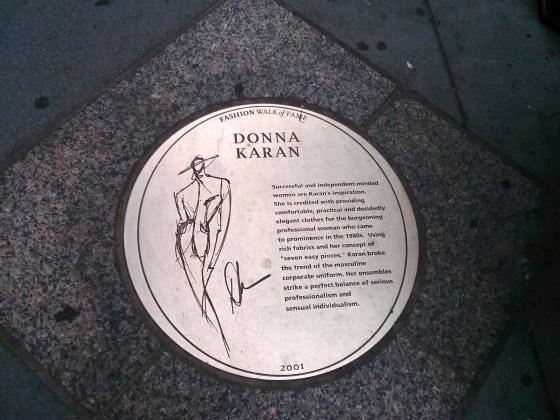 FASHION WALK of FAME
DONNA
KARAN
Successful and independent-minded
women are Karan's inspiration.
She is credited with providing
comfortable, practical and decidedly
elegant clothes for the burgeoning
professional woman who came
to prominence in the 1980s. Using
rich fabrics and her concept of
"seven easy pieces," Karan broke
the trend of the masculine
corporate uniform. Her ensembles
strike a perfect balance of serious
professionalism and
sensual individualism.
2001